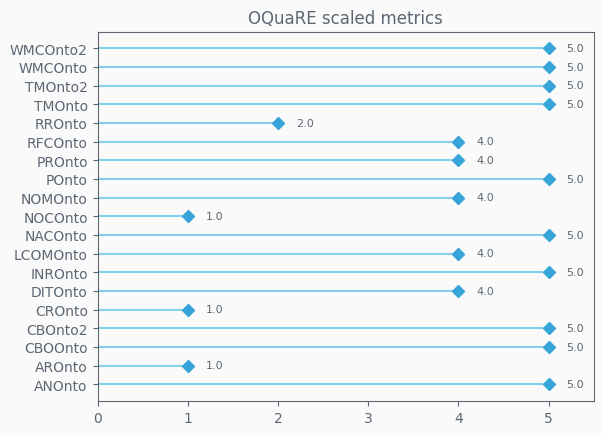 OQuaRE scaled metrics
WMCOnto2 5.0
WMCOnto 5.0
TMOnto2 5.0
TMOnto 5.0
RROnto 2.0
RFCOnto 4.0
PROnto 4.0
POnto 5.0
NOMOnto 4.0
NOCOnto 1.0
NACOnto 5.0
LCOMOnto 4.0
INROnto 5.0
DITOnto 4.0
CROnto 1.0
CBOnto2 5.0
CBOOnto 5.0
AROnto 1.0
ANOnto 5.0
0 1 2 3 4 5